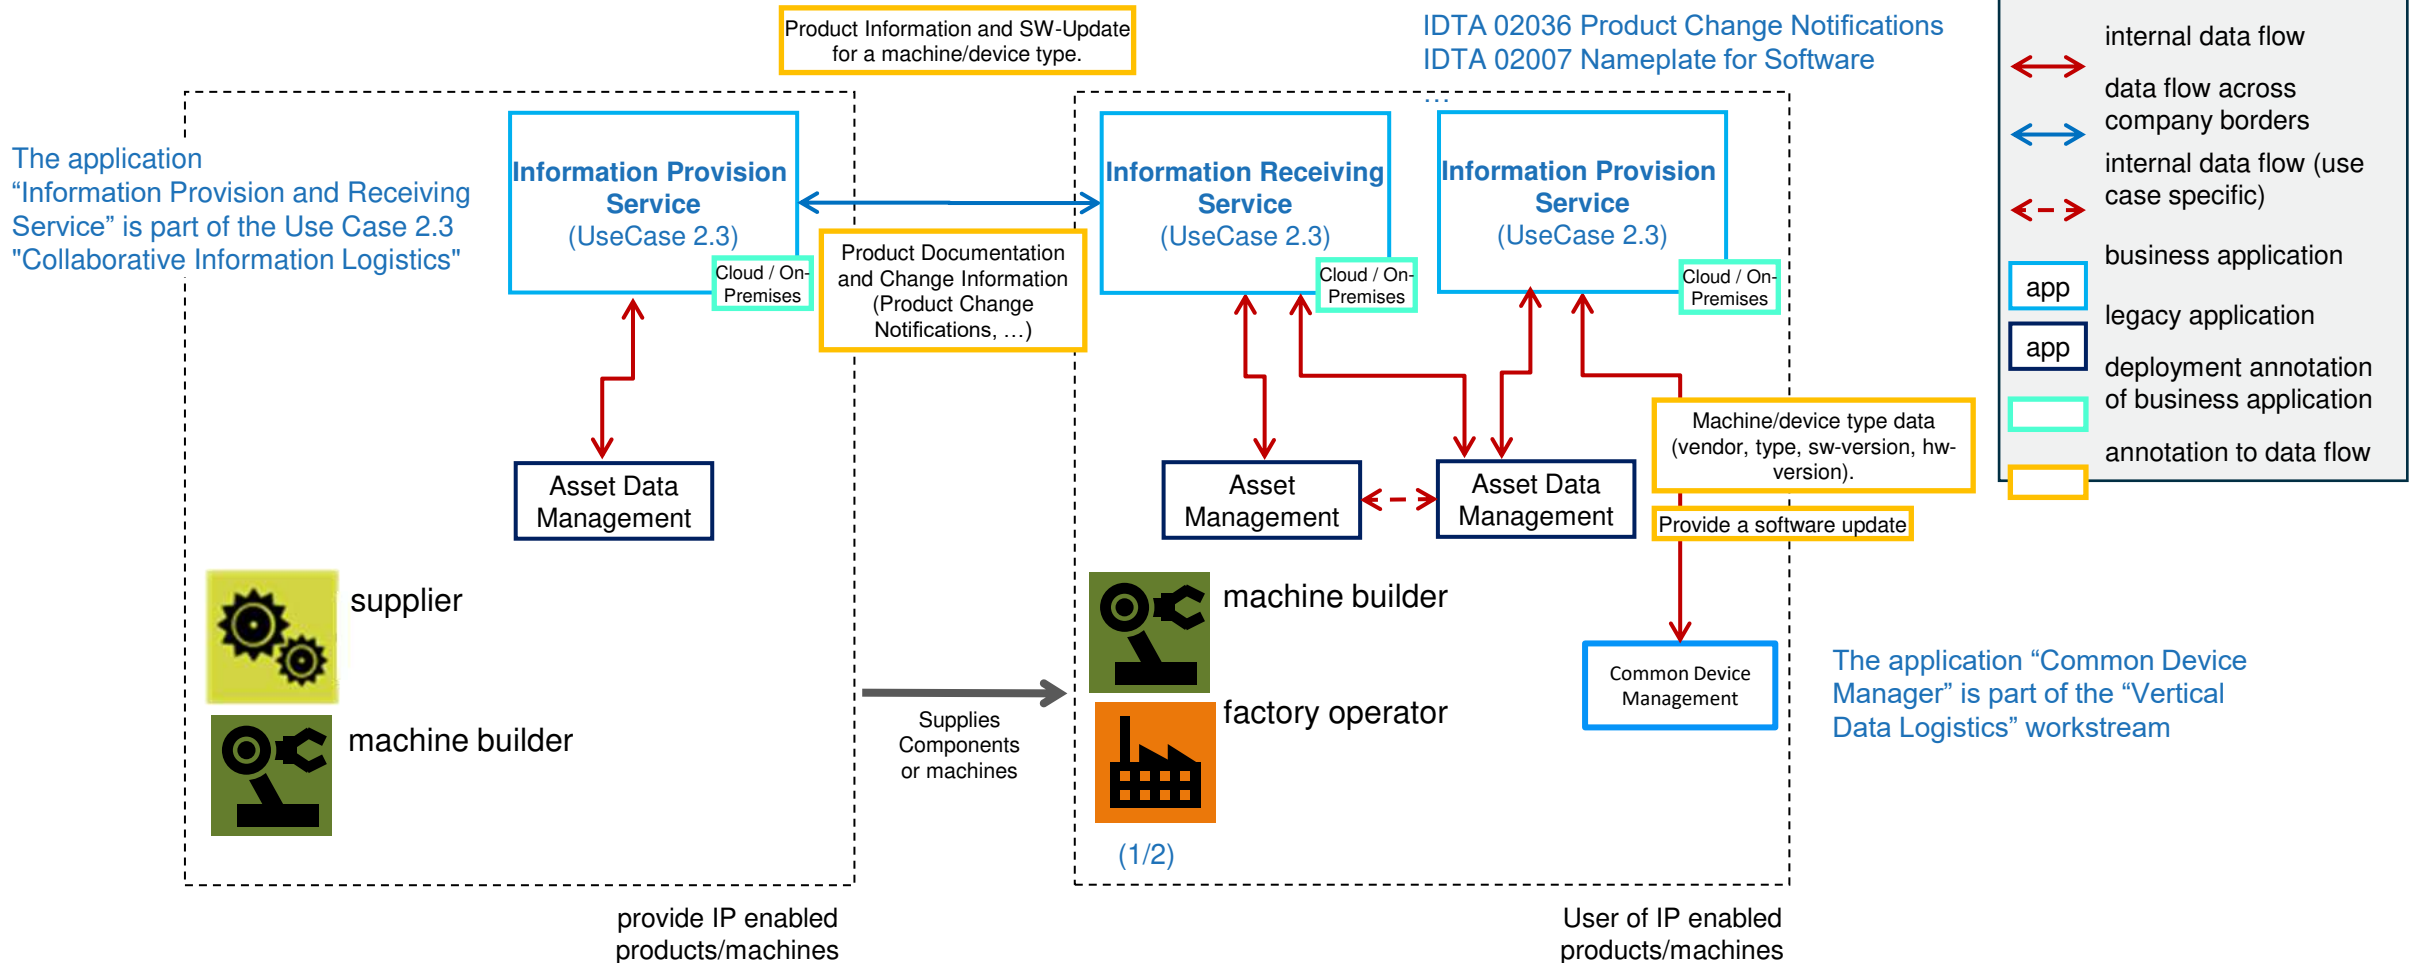 Product Information and SW-Update
for a machine/device type.
IDTA 02036 Product Change Notifications
IDTA 02007 Nameplate for Software
…
The application
“Information Provision and Receiving
Service” is part of the Use Case 2.3
"Collaborative Information Logistics"
Information Provision
Service
(UseCase 2.3)
Cloud / On-
Premises
Product Documentation
and Change Information
(Product Change
Notifications, …)
Information Receiving
Service
(UseCase 2.3)
Cloud / On-
Premises
Information Provision
Service
(UseCase 2.3)
Cloud / On-
Premises
Asset Data
Management
Asset
Management
Asset Data
Management
Machine/device type data
(vendor, type, sw-version, hw-
version).
Provide a software update
supplier
machine builder
Supplies
Components
or machines
machine builder
factory operator
(1/2)
Common Device
Management
The application “Common Device
Manager” is part of the “Vertical
Data Logistics” workstream
provide IP enabled
products/machines
User of IP enabled
products/machines
internal data flow
data flow across
company borders
internal data flow (use
case specific)
business application
app
legacy application
app
deployment annotation
of business application
annotation to data flow